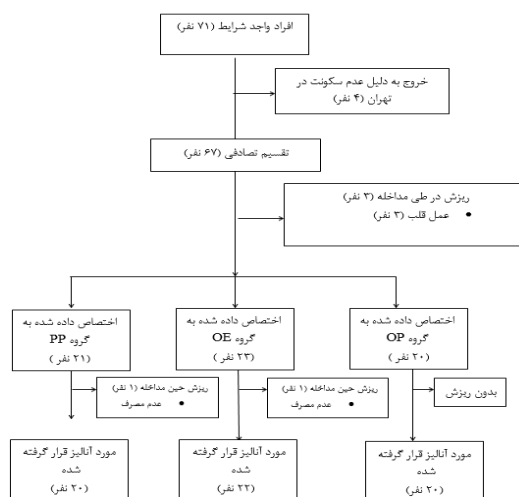 افراد واجد شرایط (۷۱ نفر)
خروج به دلیل عدم سکونت در
تهران (۴ نفر)
تقسیم تصادفی (۶۷ نفر)
ریزش در طی مداخله (۳ نفر)
• عمل قلب (۳ نفر)
اختصاص داده شده به
گروه OP
(۲۰ نفر)
اختصاص داده شده به
گروه OE
(۲۳ نفر)
اختصاص داده شده به
گروه PP
(۲۱ نفر)
بدون ریزش
ریزش حین مداخله (۱ نفر)
• عدم مصرف
ریزش حین مداخله (۱ نفر)
• عدم مصرف
مورد آنالیز قرار گرفته
شده
(۲۰ نفر)
مورد آنالیز قرار گرفته
شده
(۲۲ نفر)
مورد آنالیز قرار گرفته
شده
(۲۰ نفر)